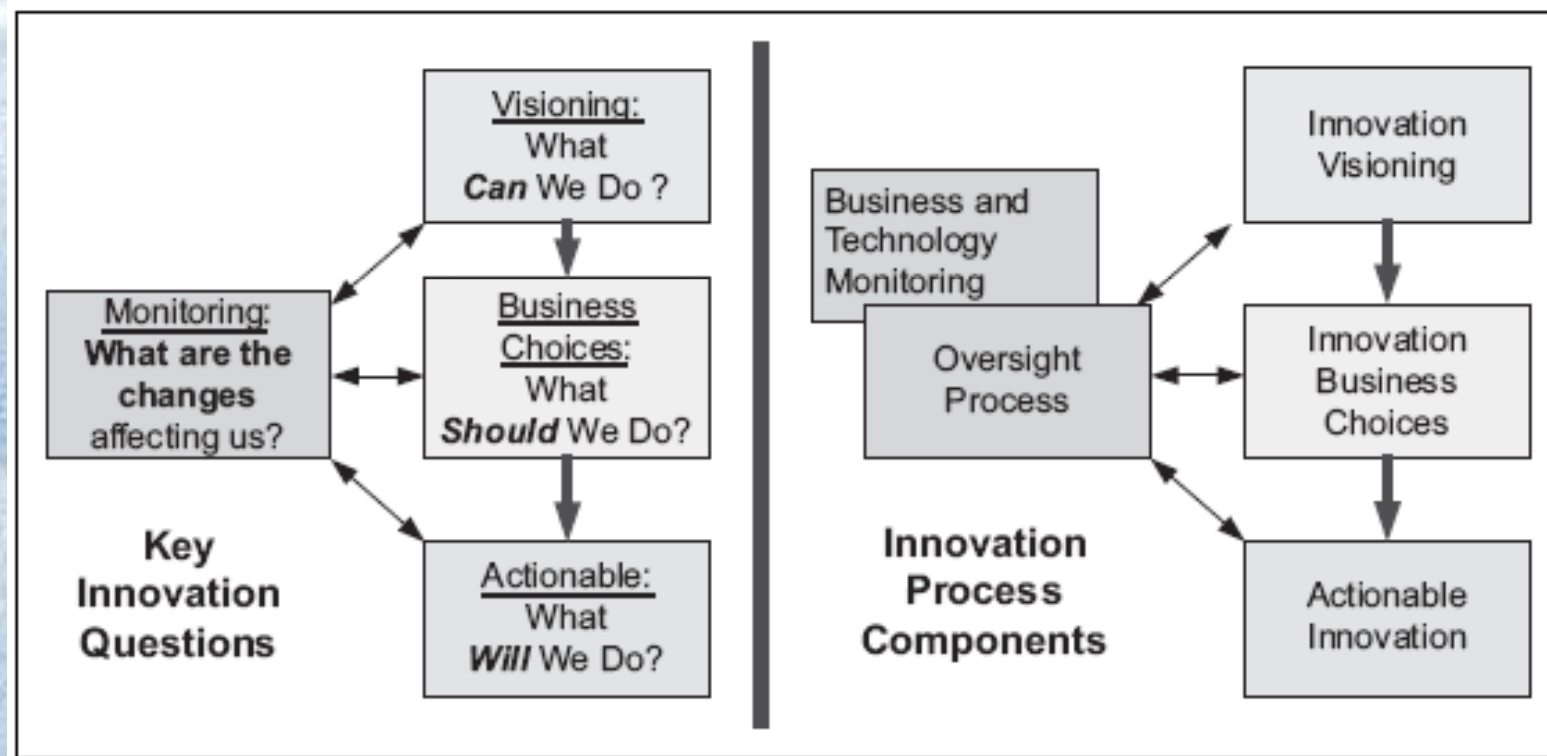 Visioning:
What
Can We Do ?
Monitoring:
What are the
changes
affecting us?
Business
Choices:
What
Should We Do?
Actionable:
What
Will We Do?
Key
Innovation
Questions
Innovation
Visioning
Business and
Technology
Monitoring
Oversight
Process
Innovation
Business
Choices
Actionable
Innovation
Innovation
Process
Components